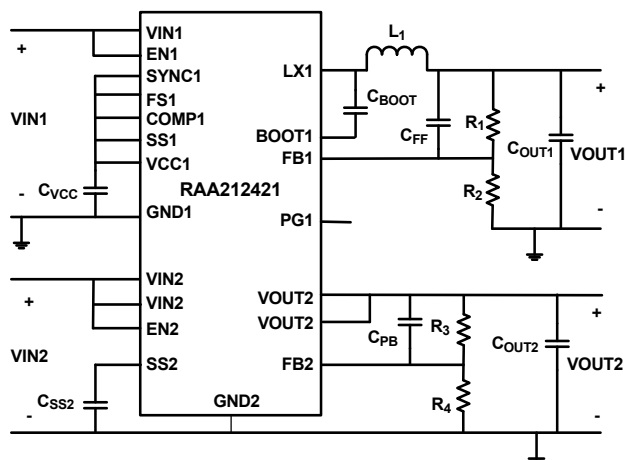 VIN1
EN1
SYNC1
FS1
COMP1
SS1
VCC1
GND1
VIN2
VIN2
EN2
SS2
GND2
RAA212421
LX1
BOOT1
FB1
PG1
VOUT2
VOUT2
FB2
+
VIN1
-
CVCC
+
VIN2
-
CSS2
L1
CBOOT
CFF
R1
R2
COUT1
+
VOUT1
-
CPB
R3
R4
COUT2
+
VOUT2
-